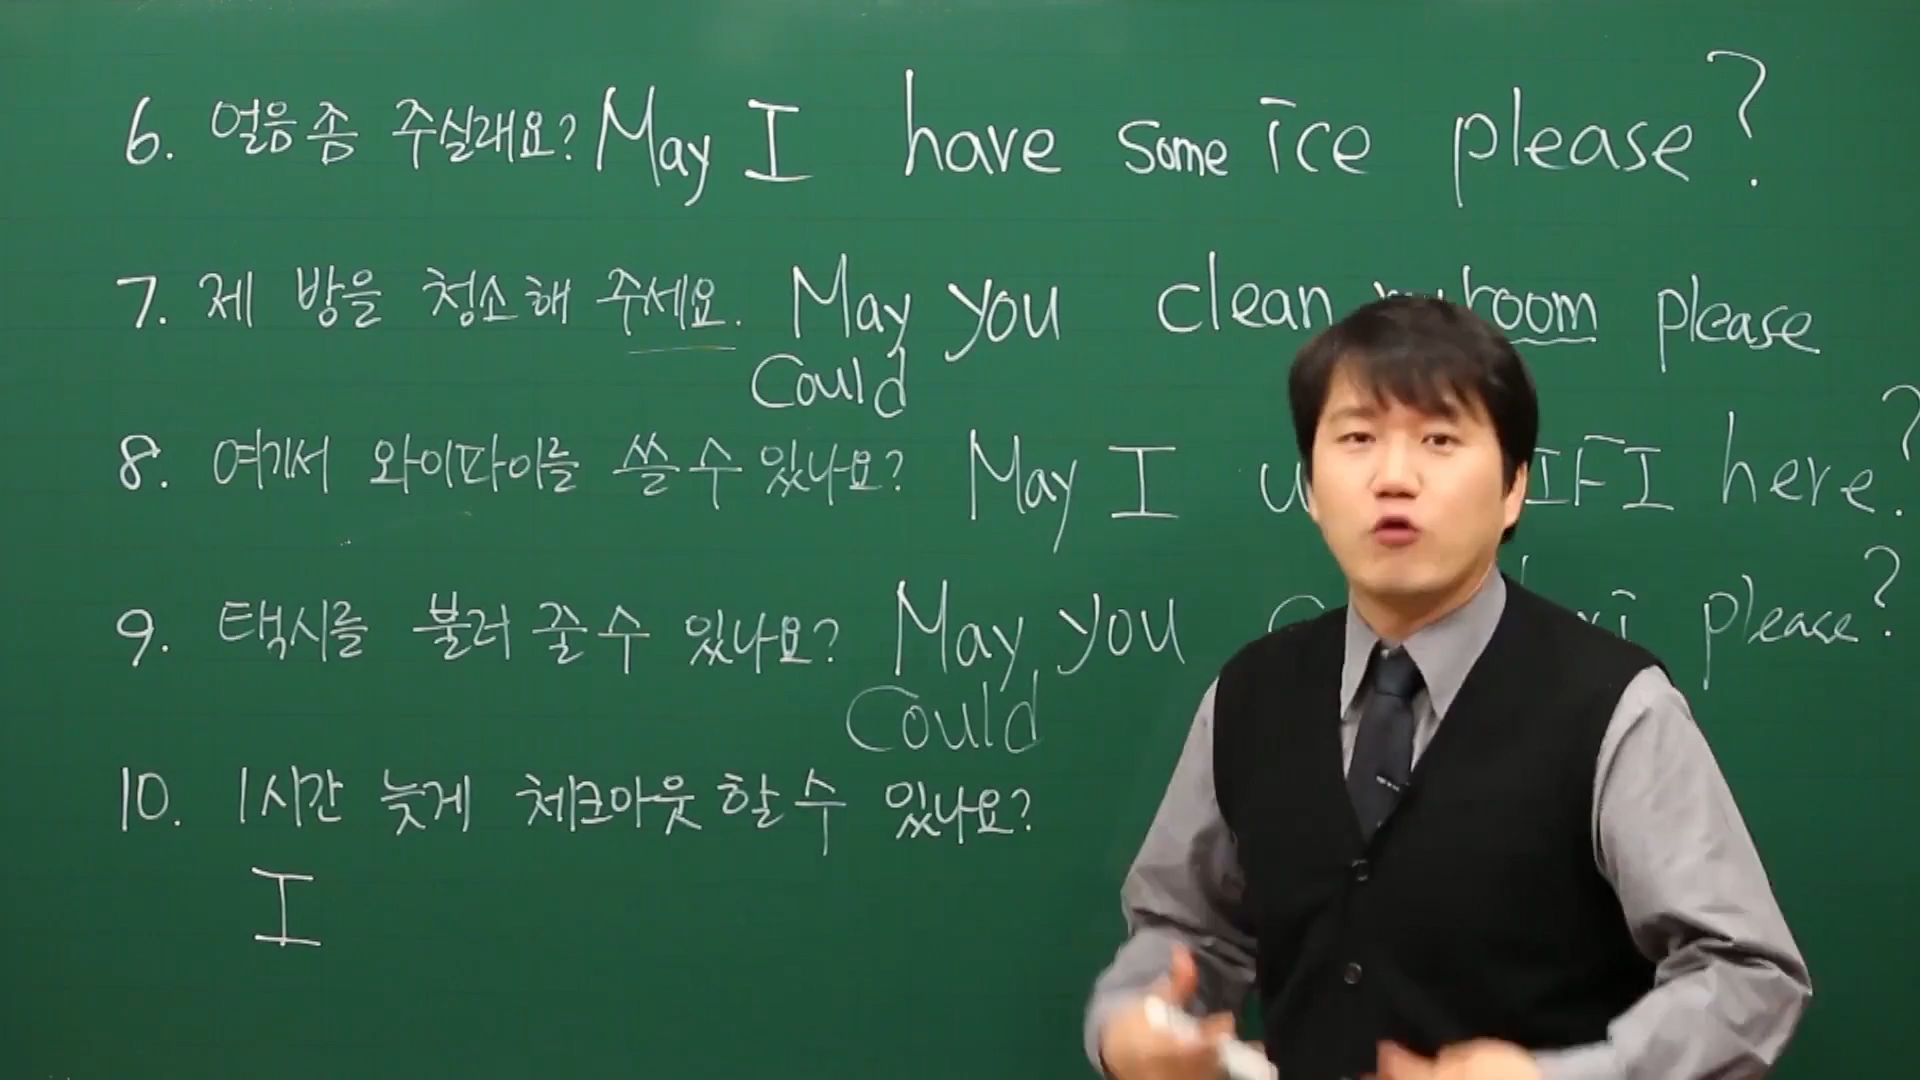 6. 얼음 좀 주실래요? May I have some ice please?
7. 제 방을 청소해 주세요. May you clean room please
Could
8. 여기서 와이파이를 쓸 수 있나요? May I IFI here?
9. 택시를 불러 줄 수 있나요? May you please?
Could
10. 1시간 늦게 체크아웃 할 수 있나요?
I